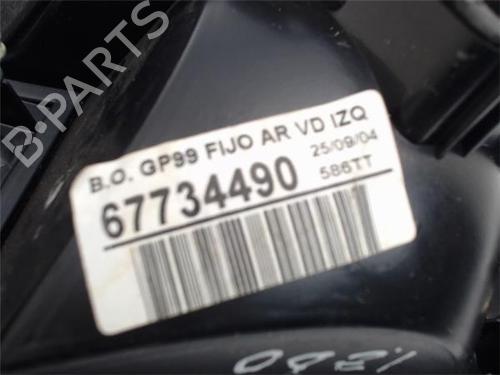 B-Parts
B.O. GP99 FIJO AR VD IZQ
25/09/04
67734490
586TT